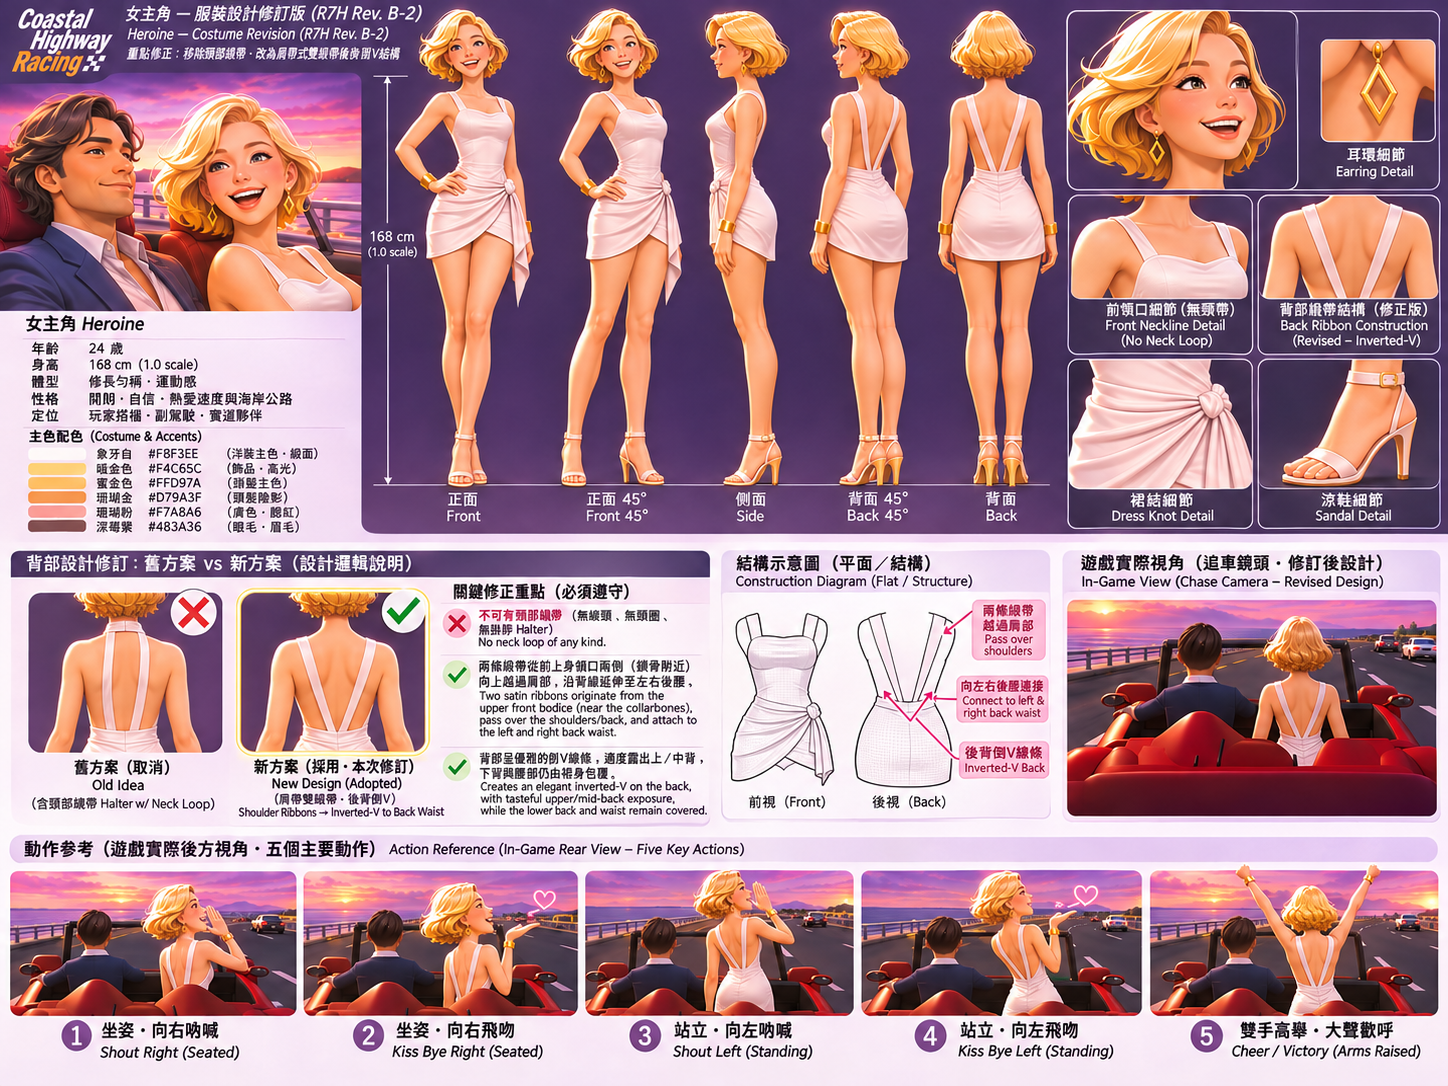 Coastal
Highway
Racing
女主角 — 服裝設計修訂版 (R7H Rev. B-2)
Heroine — Costume Revision (R7H Rev. B-2)
重點修正：移除頸部緞帶・改為肩帶式雙緞帶後背倒V結構
168 cm
(1.0 scale)
正面
Front
正面 45°
Front 45°
側面
Side
背面 45°
Back 45°
背面
Back
耳環細節
Earring Detail
前領口細節 (無頸帶)
Front Neckline Detail
(No Neck Loop)
背部緞帶結構 (修正版)
Back Ribbon Construction
(Revised – Inverted-V)
裙結細節
Dress Knot Detail
涼鞋細節
Sandal Detail
女主角 Heroine
年齡 24 歲
身高 168 cm (1.0 scale)
體型 修長勻稱・運動感
性格 開朗・自信・熱愛速度與海岸公路
定位 玩家搭檔・副駕駛・賽道夥伴
主色配色 (Costume & Accents)
象牙白 #F8F3EE (洋裝主色・緞面)
金色 #F4C65C (飾品・高光)
蜜金色 #FFD97A (主色)
珊瑚金 #D79A3F (頭髮陰影)
珊瑚粉 #F7A8A6 (膚色・腮紅)
深莓紫 #483A36 (眼毛・眉毛)
背部設計修訂：舊方案 vs 新方案 (設計邏輯說明)
舊方案 (取消)
Old Idea
(含頸部緞帶 Halter w/ Neck Loop)
新方案 (採用・本次修訂)
New Design (Adopted)
(肩帶雙緞帶・後背倒V)
Shoulder Ribbons → Inverted-V to Back Waist
關鍵修正重點 (必須遵守)
不可有頸部緞帶 (無繞頸、無頸圈、
無 Halter)
No neck loop of any kind.
兩條緞帶從前上身領口兩側 (鎖骨附近)
向上越過肩部，沿背線延伸至左右後腰。
Two satin ribbons originate from the
upper front bodice (near the collarbones),
pass over the shoulders/back, and attach to
the left and right back waist.
背部呈優雅的倒V線條，適度露出上／中背，
下背與腰部仍由裙身包覆。
Creates an elegant inverted-V on the back,
with tasteful upper/mid-back exposure,
while the lower back and waist remain covered.
結構示意圖 (平面／結構)
Construction Diagram (Flat / Structure)
兩條緞帶
越過肩部
Pass over
shoulders
向左右後腰連接
Connect to left &
right back waist
後背倒V線條
Inverted-V Back
前視 (Front)
後視 (Back)
遊戲實際視角 (追車鏡頭・修訂後設計)
In-Game View (Chase Camera – Revised Design)
動作參考 (遊戲實際後方視角・五個主要動作) Action Reference (In-Game Rear View – Five Key Actions)
1 坐姿・向右吶喊
Shout Right (Seated)
2 坐姿・向右飛吻
Kiss Bye Right (Seated)
3 站立・向左吶喊
Shout Left (Standing)
4 站立・向左飛吻
Kiss Bye Left (Standing)
5 雙手高舉・大聲歡呼
Cheer / Victory (Arms Raised)